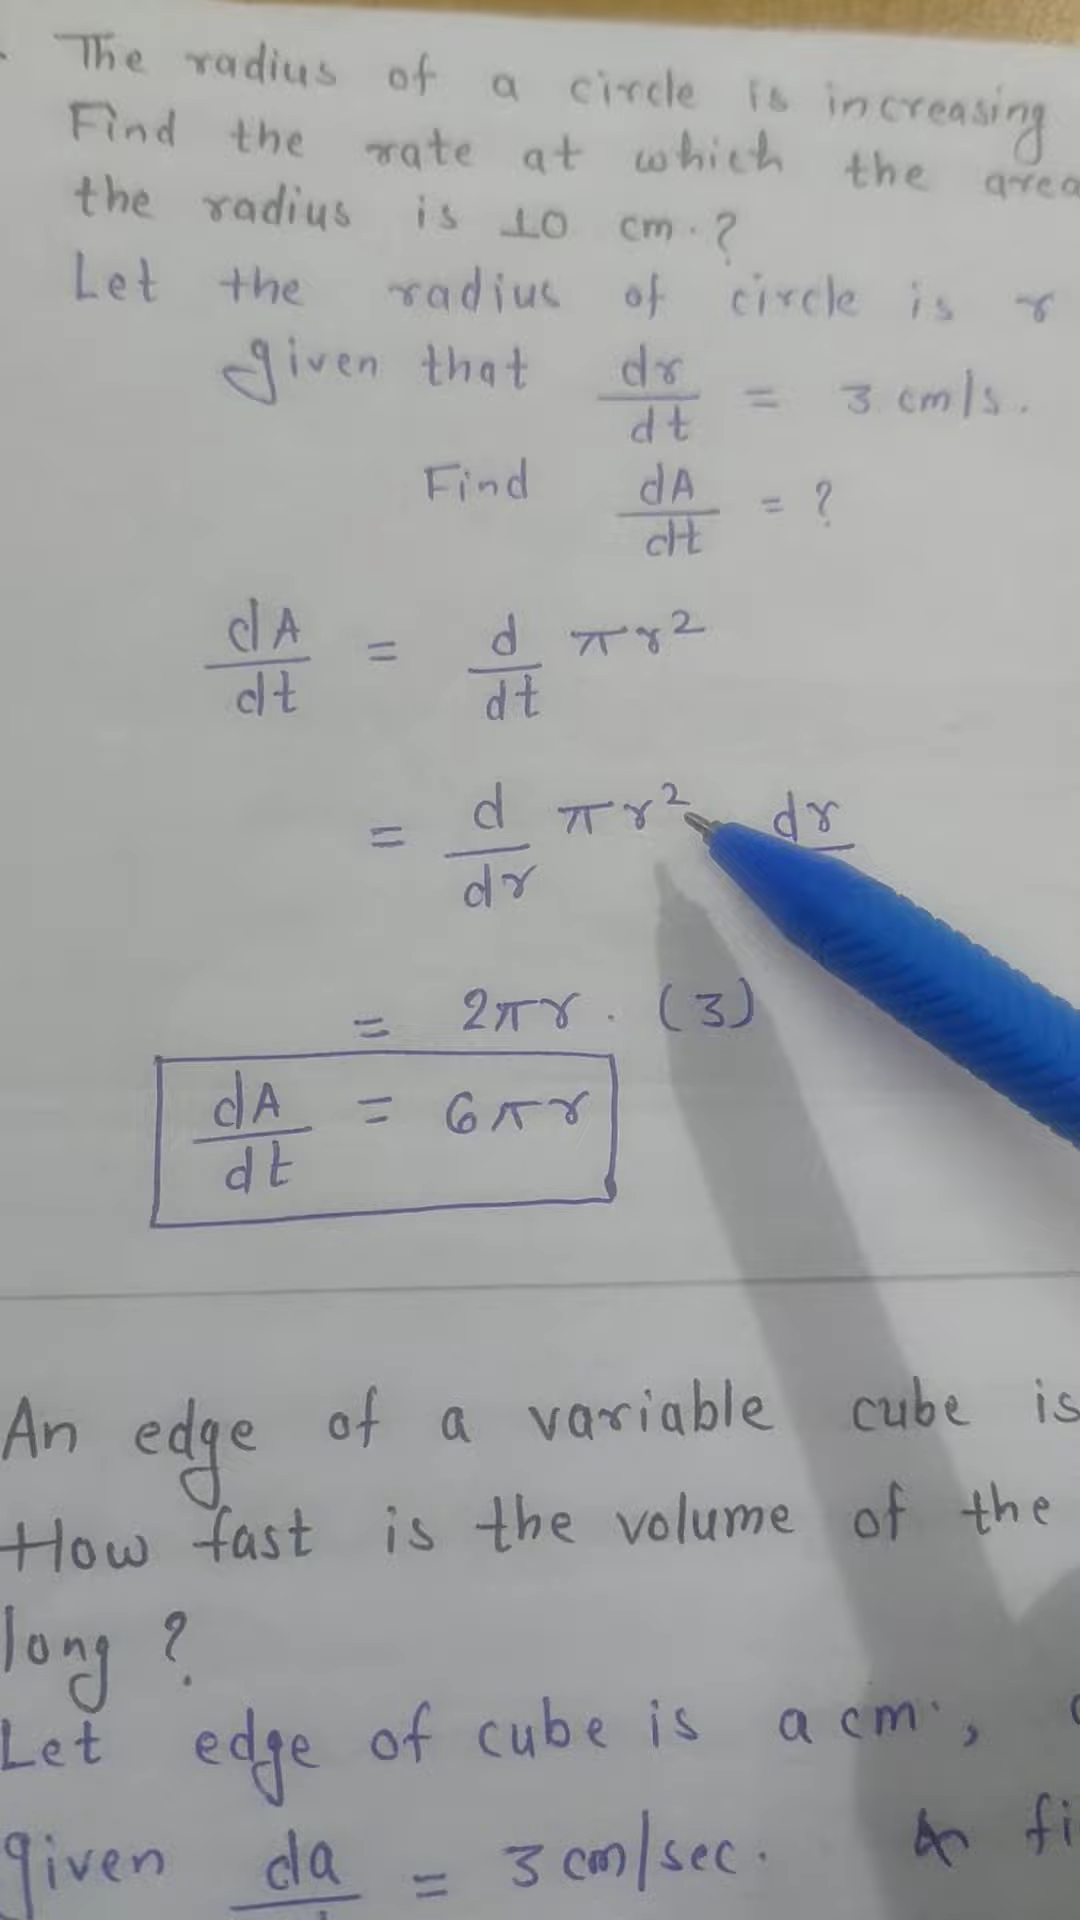 The radius of a circle is increasing
Find the rate at which the area
the radius is 10 cm.?
Let the radius of circle is r
given that dr/dt = 3 cm/s.
Find dA/dt = ?
dA/dt = d/dt πr²
= d/dr πr² dr
= 2πr . (3)
dA/dt = 6πr
An edge of a variable cube is
How fast is the volume of the
long ?
Let edge of cube is a cm.,
given da = 3 cm/sec.